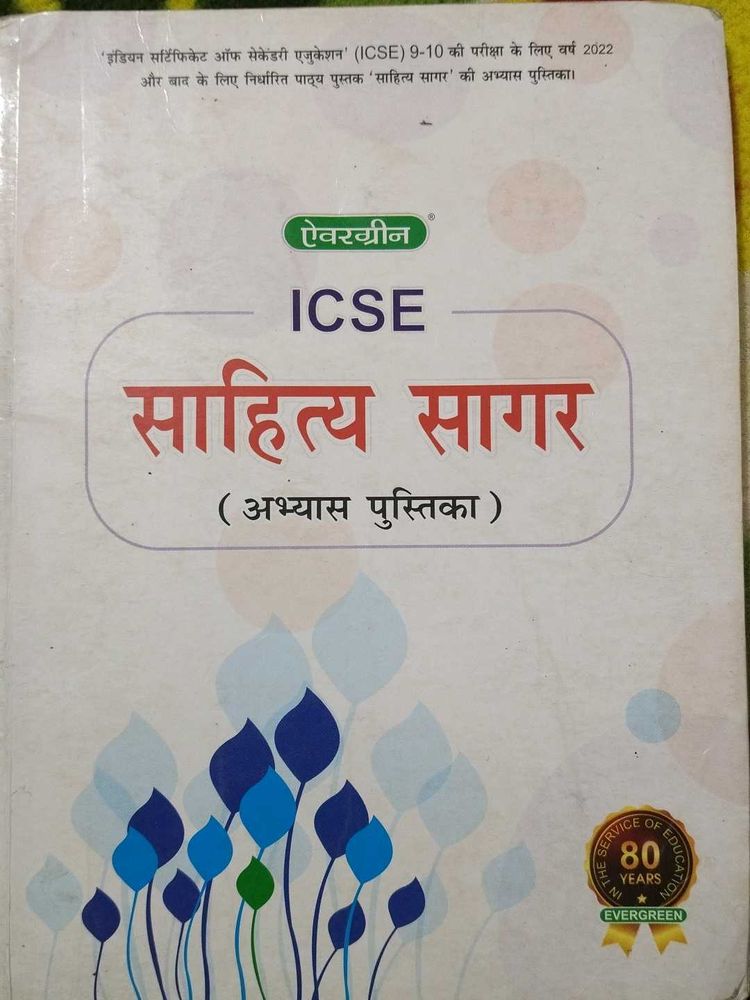 'इंडियन सर्टिफिकेट ऑफ सेकेंडरी एजुकेशन' (ICSE) 9-10 की परीक्षा के लिए वर्ष 2022
और बाद के लिए निर्धारित पाठ्य पुस्तक 'साहित्य सागर' की अभ्यास पुस्तिका।
ऐवरग्रीन®
ICSE
साहित्य सागर
(अभ्यास पुस्तिका)
IN THE SERVICE OF EDUCATION
80
YEARS
EVERGREEN